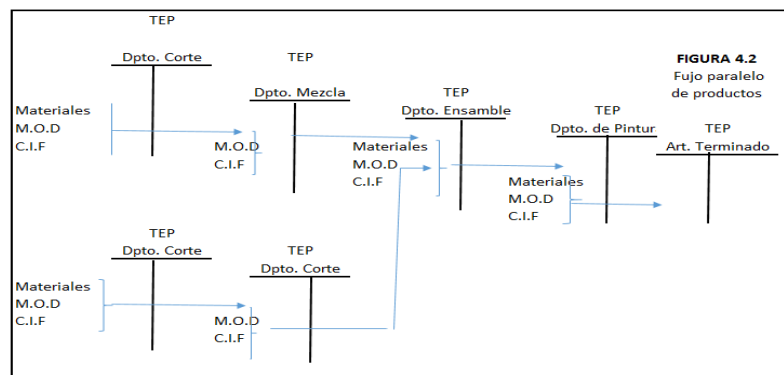 TEP
Dpto. Corte
TEP
Dpto. Mezcla
TEP
Dpto. Ensamble
FIGURA 4.2
Fujo paralelo
de productos
TEP
Dpto. de Pintur
TEP
Art. Terminado
Materiales
M.O.D
C.I.F
M.O.D
C.I.F
Materiales
M.O.D
C.I.F
Materiales
M.O.D
C.I.F
TEP
Dpto. Corte
TEP
Dpto. Corte
Materiales
M.O.D
C.I.F
M.O.D
C.I.F